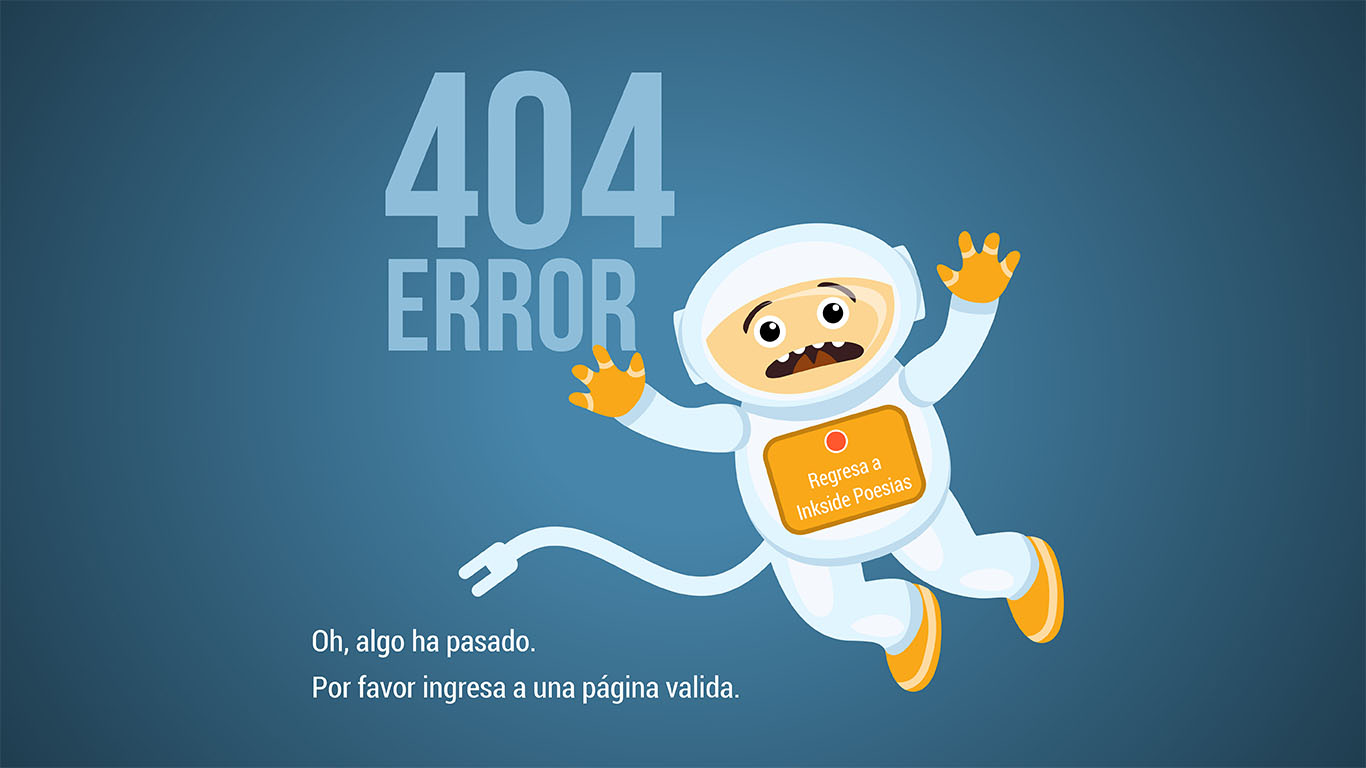 404
ERROR
Regresa a
Inkside Poesias
Oh, algo ha pasado.
Por favor ingresa a una página valida.